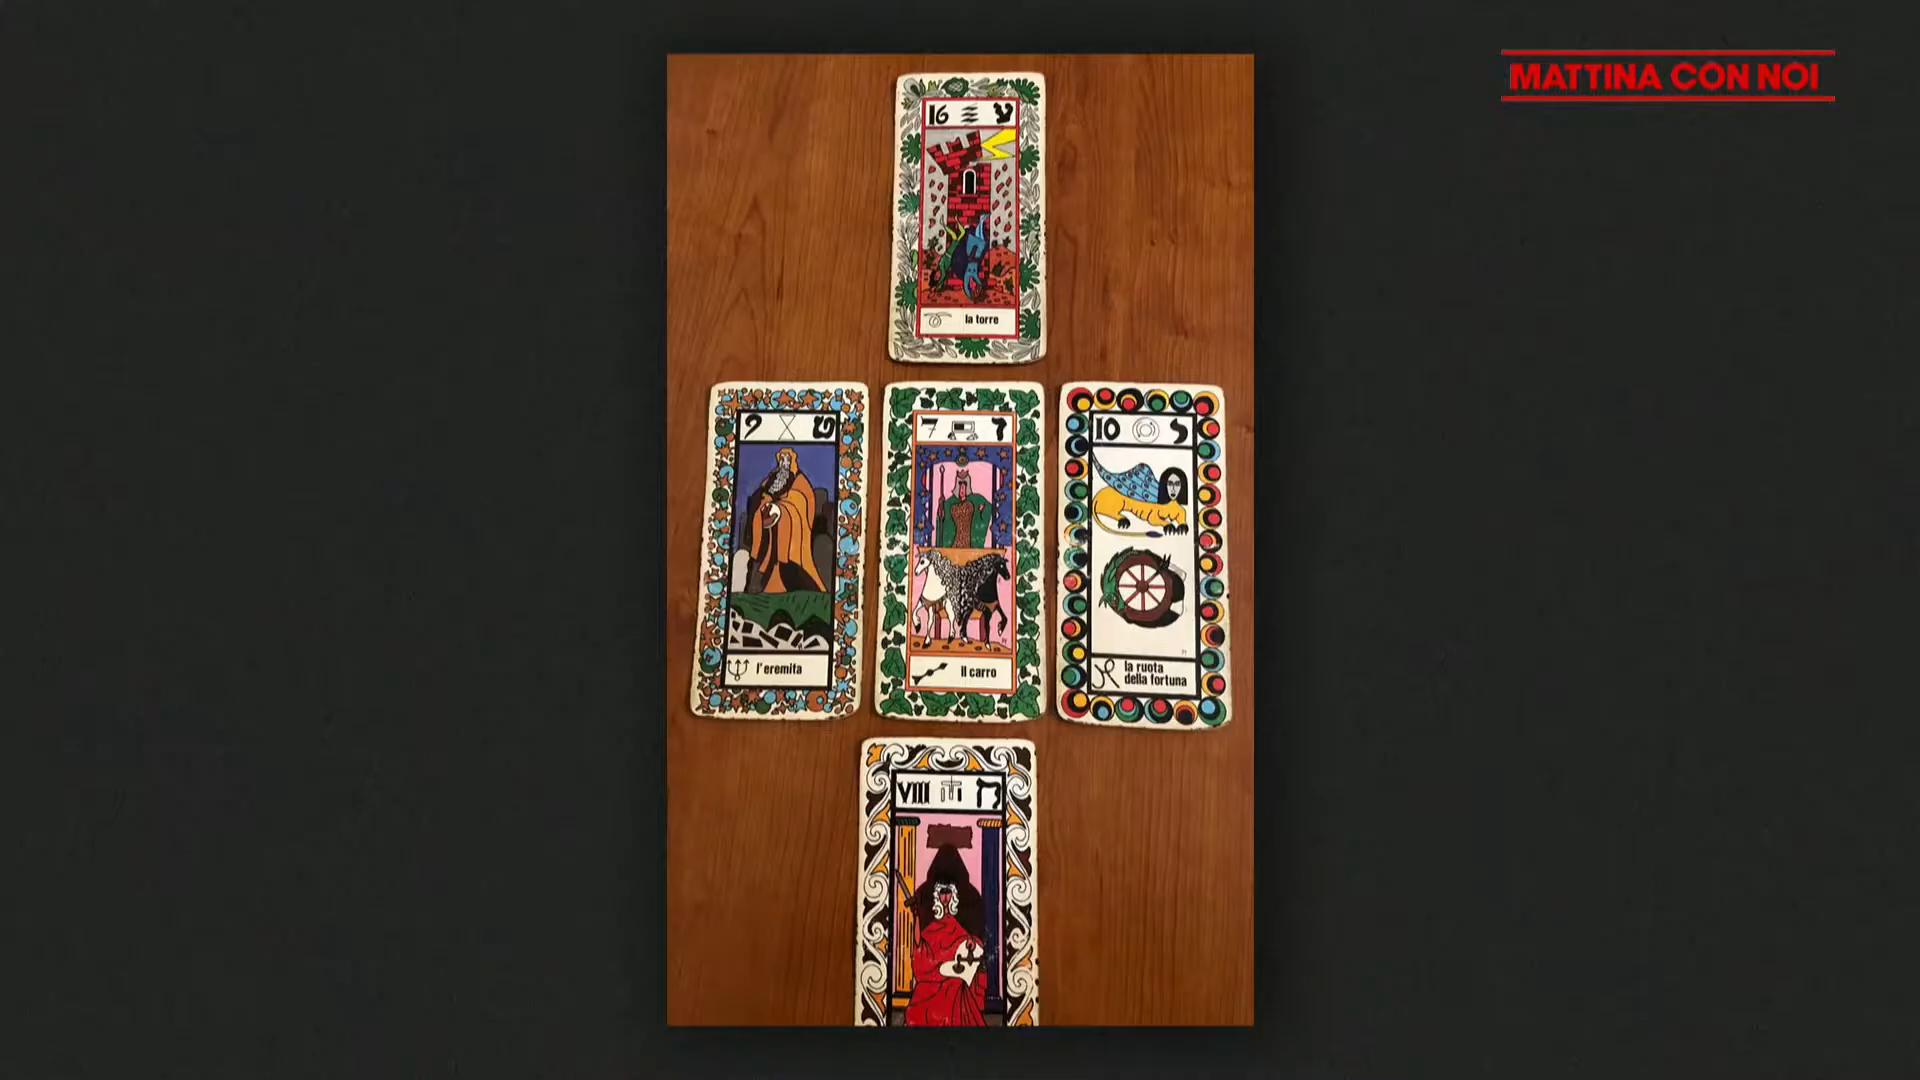 MATTINA CON NOI
16 ע
la torre
9 ט
l'eremita
7 ז
il carro
10
la ruota
della fortuna
VIII ח